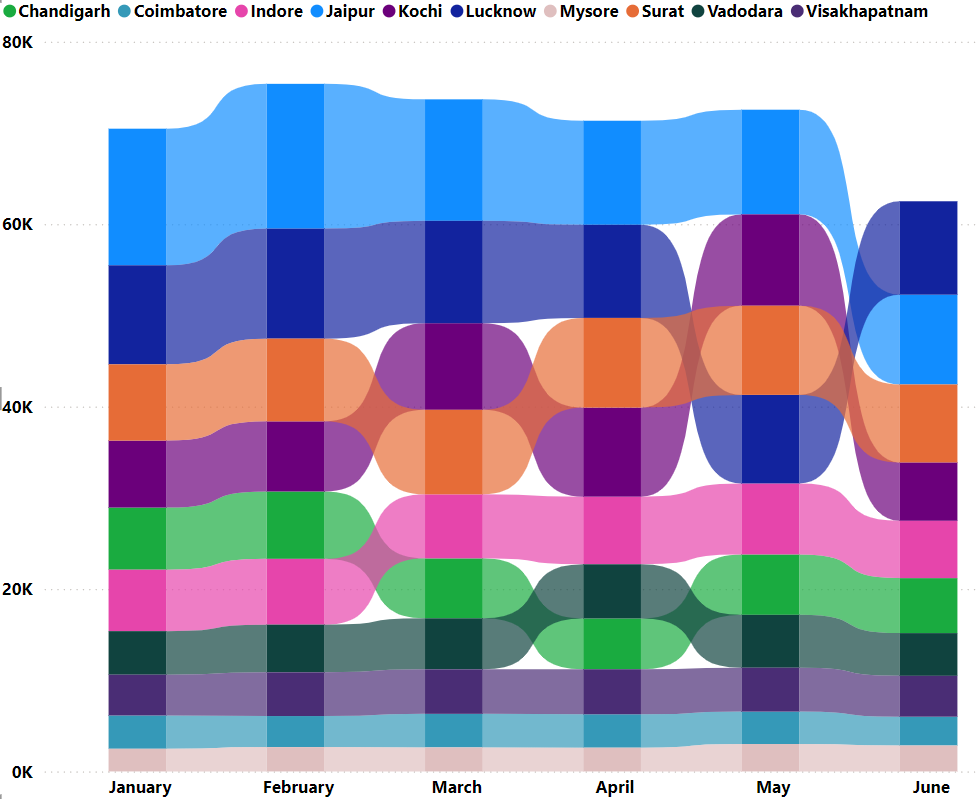 Chandigarh Coimbatore Indore Jaipur Kochi Lucknow Mysore Surat Vadodara Visakhapatnam
80K
60K
40K
20K
0K
January February March April May June